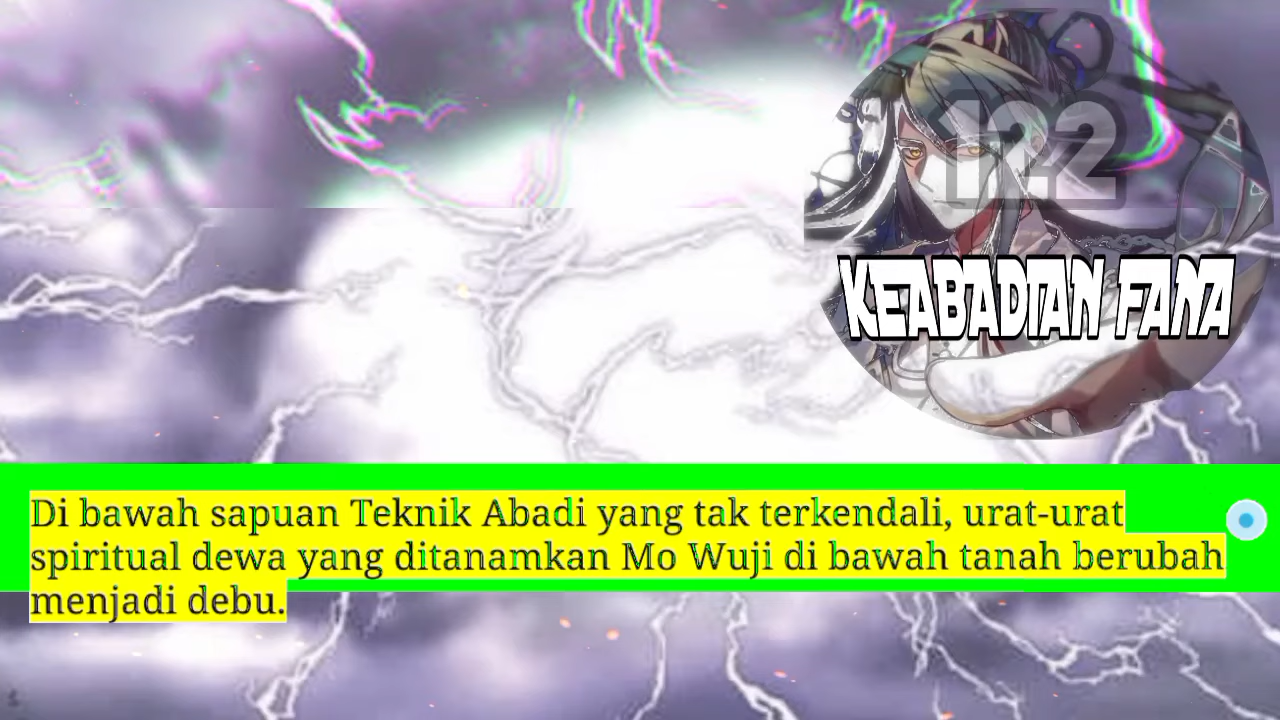 122
KEABADIAN FANA
Di bawah sapuan Teknik Abadi yang tak terkendali, urat-urat
spiritual dewa yang ditanamkan Mo Wuji di bawah tanah berubah
menjadi debu.